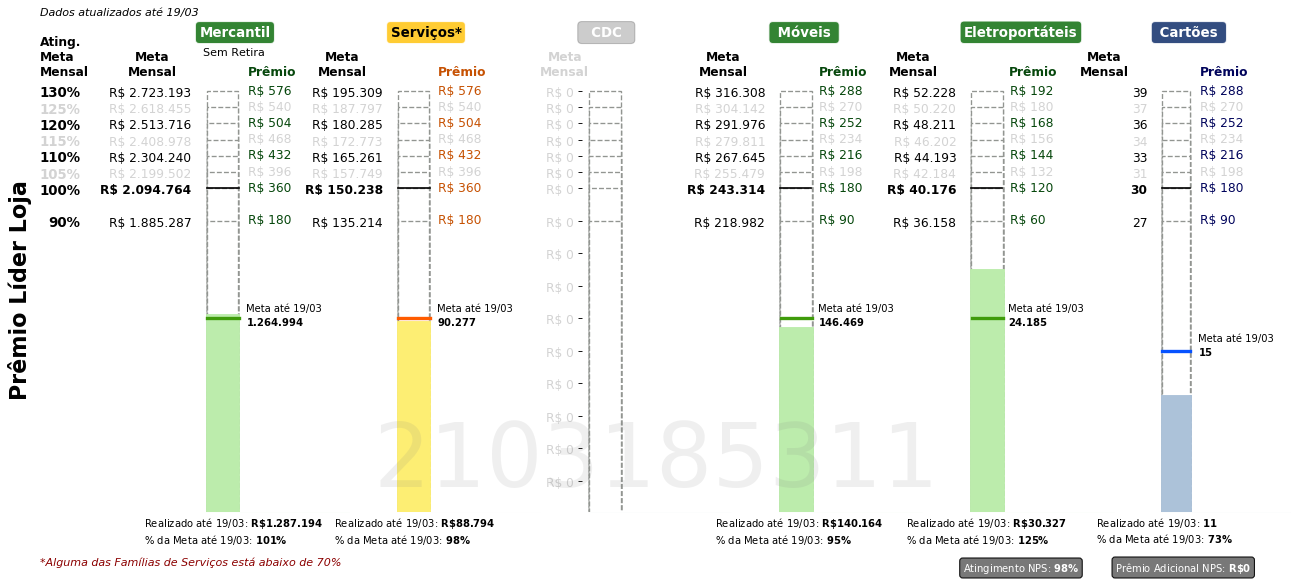 Dados atualizados até 19/03
Mercantil Serviços* CDC Móveis Eletroportáteis Cartões
Sem Retira
Ating. Meta Mensal
Meta Mensal Prêmio Meta Mensal Prêmio Meta Mensal Meta Mensal Prêmio Meta Mensal Prêmio Meta Mensal Prêmio
130% R$ 2.723.193 R$ 576 R$ 195.309 R$ 576 R$ 0 R$ 316.308 R$ 288 R$ 52.228 R$ 192 39 R$ 288
125% R$ 2.618.455 R$ 540 R$ 187.797 R$ 540 R$ 0 R$ 304.142 R$ 270 R$ 50.220 R$ 180 37 R$ 270
120% R$ 2.513.716 R$ 504 R$ 180.285 R$ 504 R$ 0 R$ 291.976 R$ 252 R$ 48.211 R$ 168 36 R$ 252
115% R$ 2.408.978 R$ 468 R$ 172.773 R$ 468 R$ 0 R$ 279.811 R$ 234 R$ 46.202 R$ 156 34 R$ 234
110% R$ 2.304.240 R$ 432 R$ 165.261 R$ 432 R$ 0 R$ 267.645 R$ 216 R$ 44.193 R$ 144 33 R$ 216
105% R$ 2.199.502 R$ 396 R$ 157.749 R$ 396 R$ 0 R$ 255.479 R$ 198 R$ 42.184 R$ 132 31 R$ 198
100% R$ 2.094.764 R$ 360 R$ 150.238 R$ 360 R$ 0 R$ 243.314 R$ 180 R$ 40.176 R$ 120 30 R$ 180
90% R$ 1.885.287 R$ 180 R$ 135.214 R$ 180 R$ 0 R$ 218.982 R$ 90 R$ 36.158 R$ 60 27 R$ 90
R$ 0
R$ 0
R$ 0
R$ 0
R$ 0
R$ 0
R$ 0
R$ 0
Prêmio Líder Loja
Meta até 19/03 Meta até 19/03 Meta até 19/03 Meta até 19/03
1.264.994 90.277 146.469 24.185
Meta até 19/03
15
2103185311
Realizado até 19/03: R$1.287.194 Realizado até 19/03: R$88.794 Realizado até 19/03: R$140.164 Realizado até 19/03: R$30.327 Realizado até 19/03: 11
% da Meta até 19/03: 101% % da Meta até 19/03: 98% % da Meta até 19/03: 95% % da Meta até 19/03: 125% % da Meta até 19/03: 73%
*Alguma das Famílias de Serviços está abaixo de 70%
Atingimento NPS: 98% Prêmio Adicional NPS: R$0